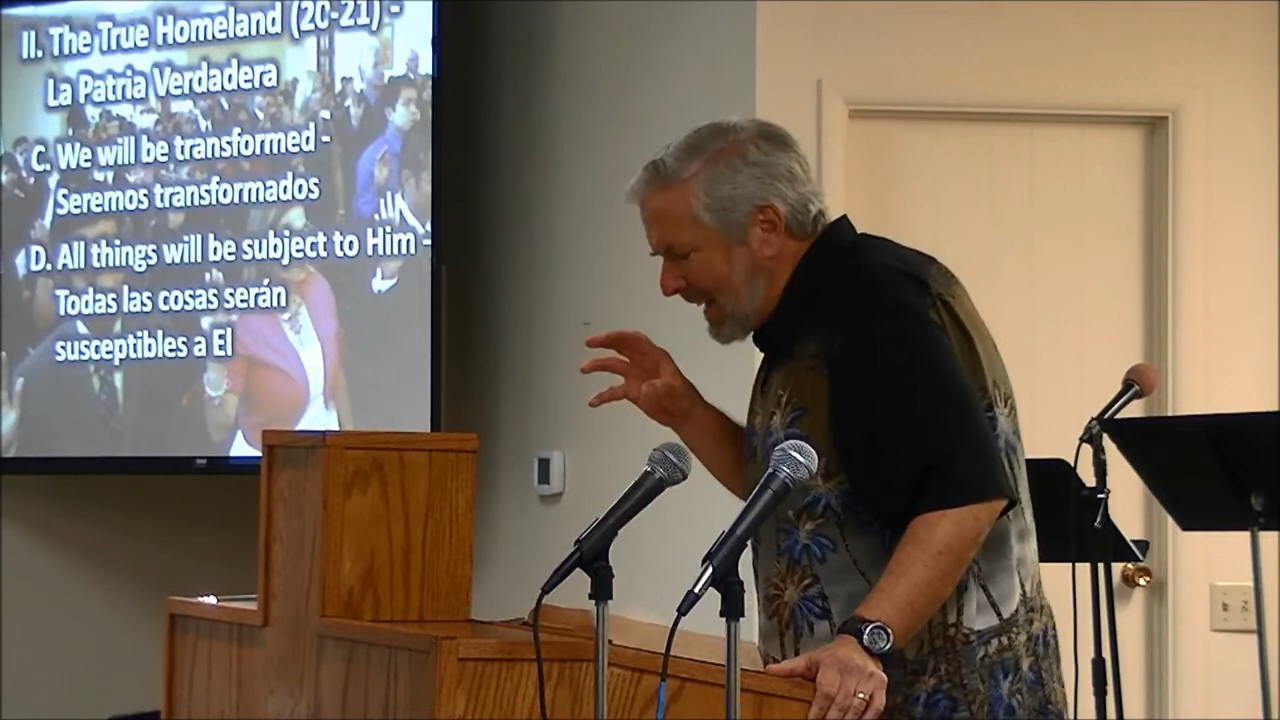 II. The True Homeland (20-21) -
La Patria Verdadera
C. We will be transformed -
Seremos transformados
D. All things will be subject to Him -
Todas las cosas serán
susceptibles a El